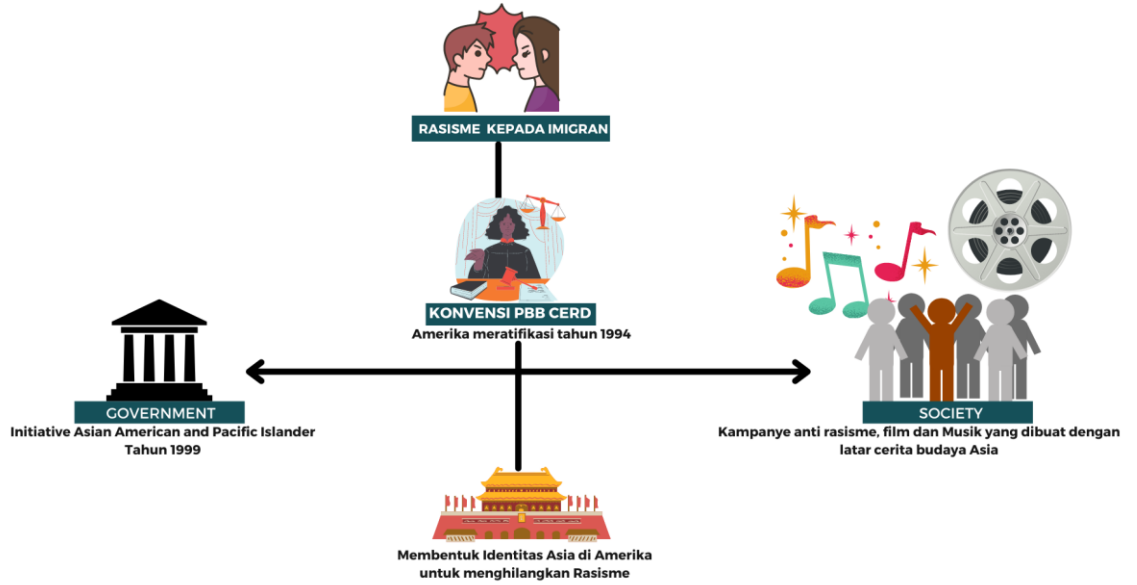 RASISME KEPADA IMIGRAN
KONVENSI PBB CERD
Amerika meratifikasi tahun 1994
GOVERNMENT
Initiative Asian American and Pacific Islander
Tahun 1999
SOCIETY
Kampanye anti rasisme, film dan Musik yang dibuat dengan
latar cerita budaya Asia
Membentuk Identitas Asia di Amerika
untuk menghilangkan Rasisme